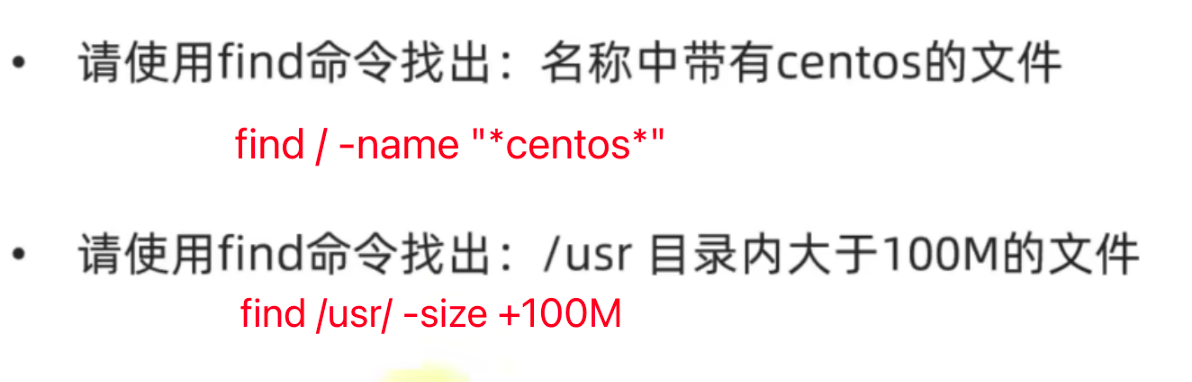 • 请使用find命令找出：名称中带有centos的文件
find / -name "*centos*"
• 请使用find命令找出：/usr 目录内大于100M的文件
find /usr/ -size +100M